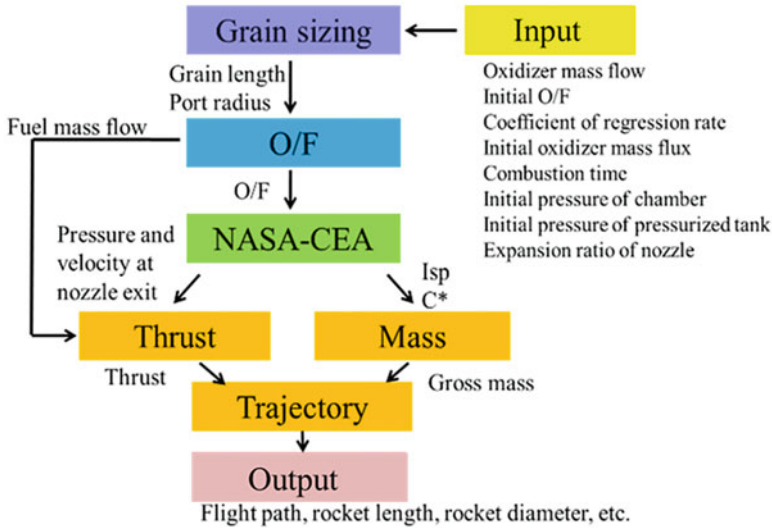 Grain sizing
Input
Grain length
Port radius
Oxidizer mass flow
Initial O/F
Coefficient of regression rate
Initial oxidizer mass flux
Combustion time
Initial pressure of chamber
Initial pressure of pressurized tank
Expansion ratio of nozzle
Fuel mass flow
O/F
O/F
NASA-CEA
Pressure and
velocity at
nozzle exit
Isp
C*
Thrust
Mass
Thrust
Gross mass
Trajectory
Output
Flight path, rocket length, rocket diameter, etc.